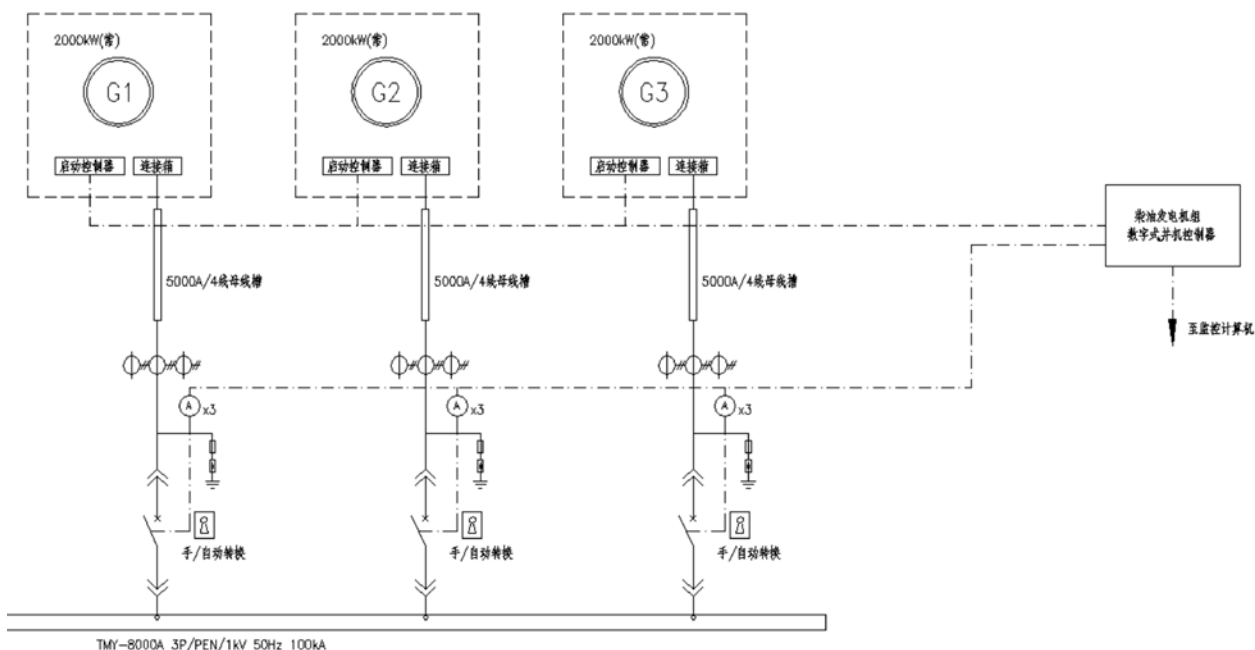 2000kW(常)
2000kW(常)
2000kW(常)
G1
G2
G3
启动控制器
连接箱
启动控制器
连接箱
启动控制器
连接箱
柴油发电机组
数字式并机控制器
5000A/4线母线槽
5000A/4线母线槽
5000A/4线母线槽
至监控计算机
A x3
A x3
A x3
手/自动转换
手/自动转换
手/自动转换
TMY-8000A 3P/PEN/1kV 50Hz 100kA